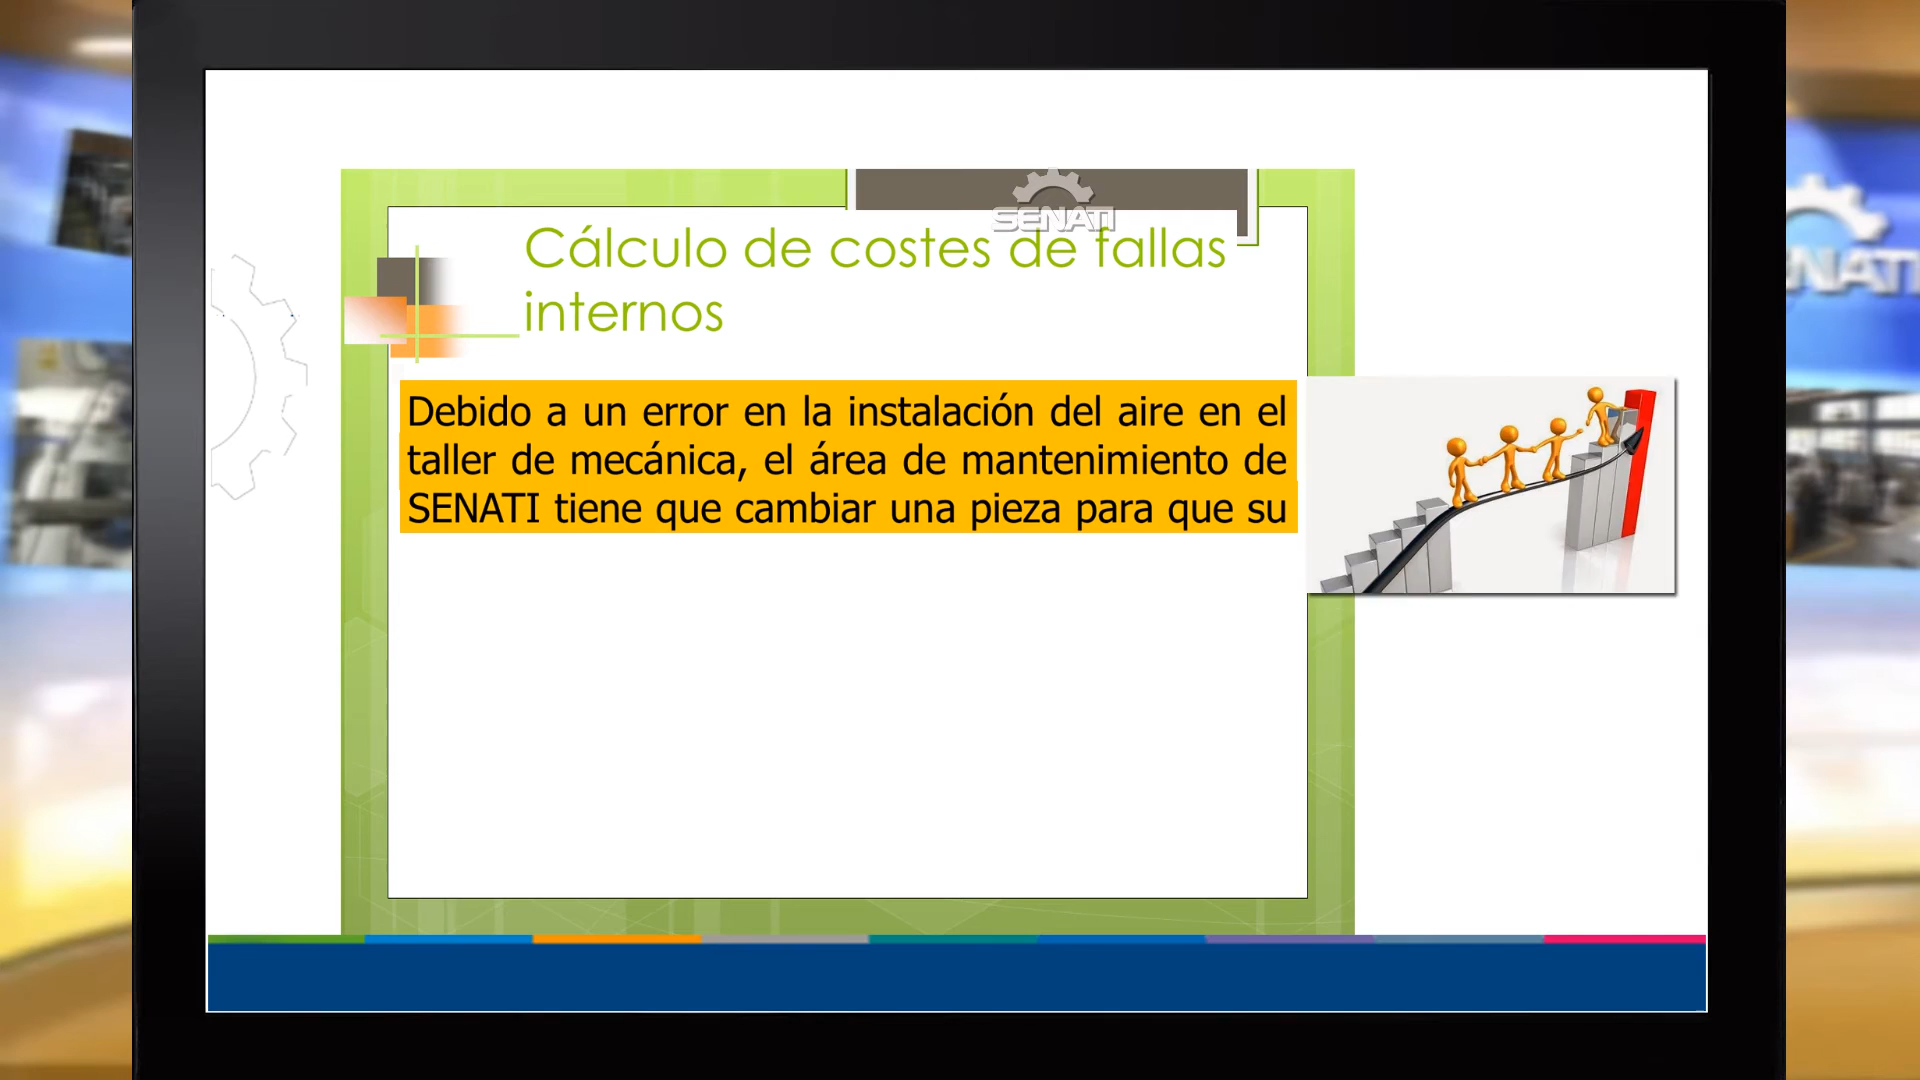 SENATI
Cálculo de costes de fallas
internos
Debido a un error en la instalación del aire en el
taller de mecánica, el área de mantenimiento de
SENATI tiene que cambiar una pieza para que su